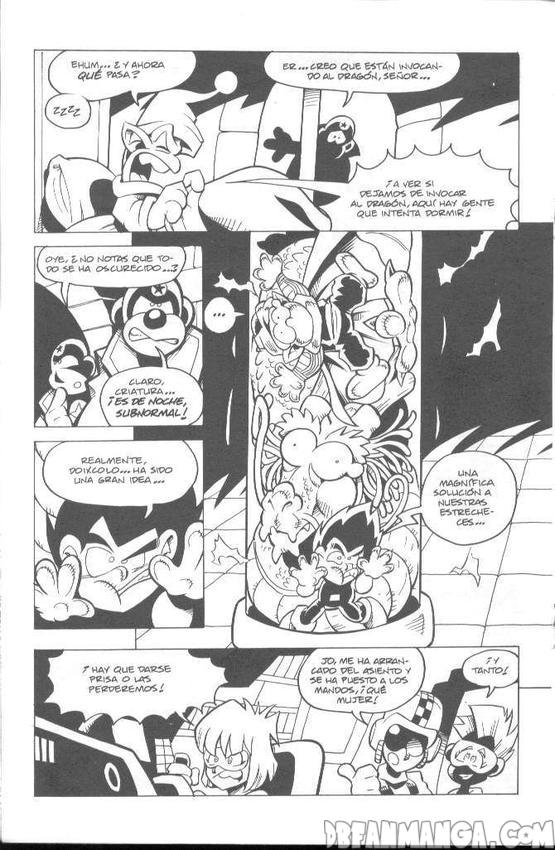 EHUM... ¿Y AHORA
QUÉ PASA?
ER... CREO QUE ESTÁN INVOCAN-
DO AL DRAGÓN, SEÑOR...
ZZZZ
¡A VER SI
DEJAMOS DE INVOCAR
AL DRAGÓN, AQUÍ HAY GENTE
QUE INTENTA DORMIR!
OYE, ¿NO NOTAS QUE TO-
DO SE HA OSCURECIDO...?
...
CLARO,
CRIATURA...
¡ES DE NOCHE,
SUBNORMAL!
REALMENTE,
DOIXCOLO... HA SIDO
UNA GRAN IDEA...
UNA
MAGNÍFICA
SOLUCIÓN A
NUESTRAS
ESTRECHE-
CES...
¡HAY QUE DARSE
PRISA O LAS
PERDEREMOS!
JO, ME HA ARRAN-
CADO DEL ASIENTO Y
SE HA PUESTO A LOS
MANDOS, ¡QUÉ
MUJER!
¡Y
TANTO!
DBFANMANGA.COM